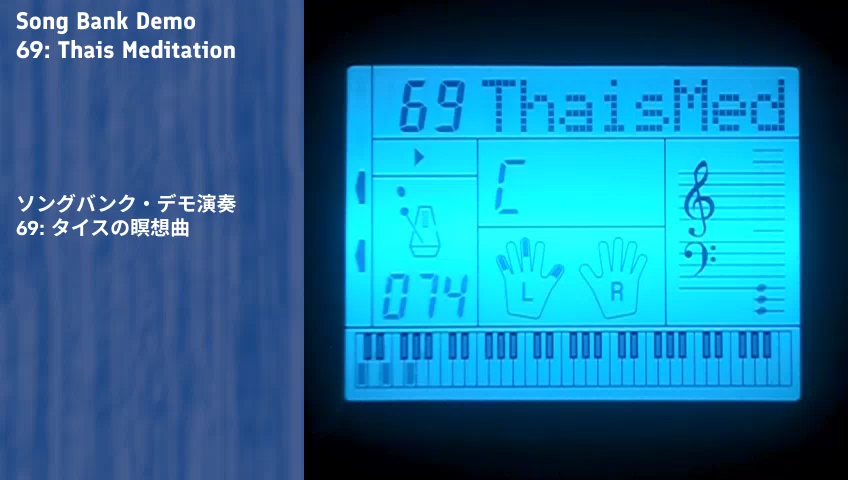 Song Bank Demo
69: Thais Meditation
ソングバンク・デモ演奏
69: タイスの瞑想曲
69 ThaisMed
C
074
L R